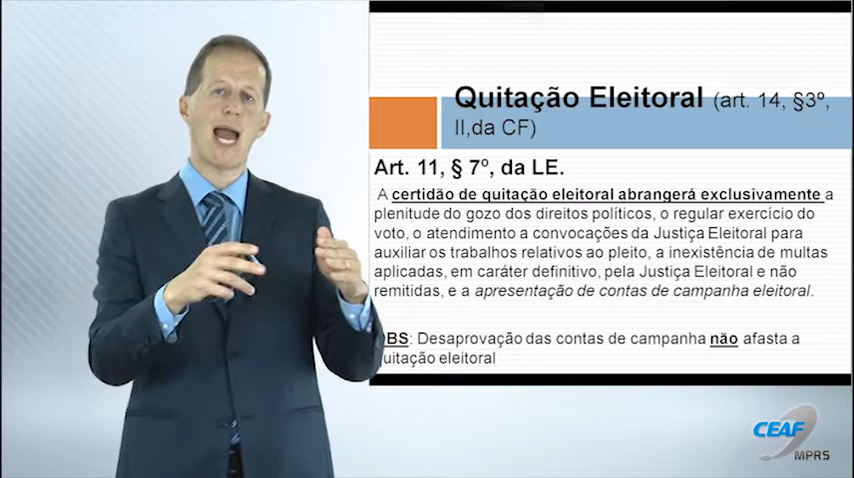 Quitação Eleitoral (art. 14, §3º,
II,da CF)
Art. 11, § 7º, da LE.
A certidão de quitação eleitoral abrangerá exclusivamente a
plenitude do gozo dos direitos políticos, o regular exercício do
voto, o atendimento a convocações da Justiça Eleitoral para
auxiliar os trabalhos relativos ao pleito, a inexistência de multas
aplicadas, em caráter definitivo, pela Justiça Eleitoral e não
remitidas, e a apresentação de contas de campanha eleitoral.
OBS: Desaprovação das contas de campanha não afasta a
quitação eleitoral
CEAF
MPRS